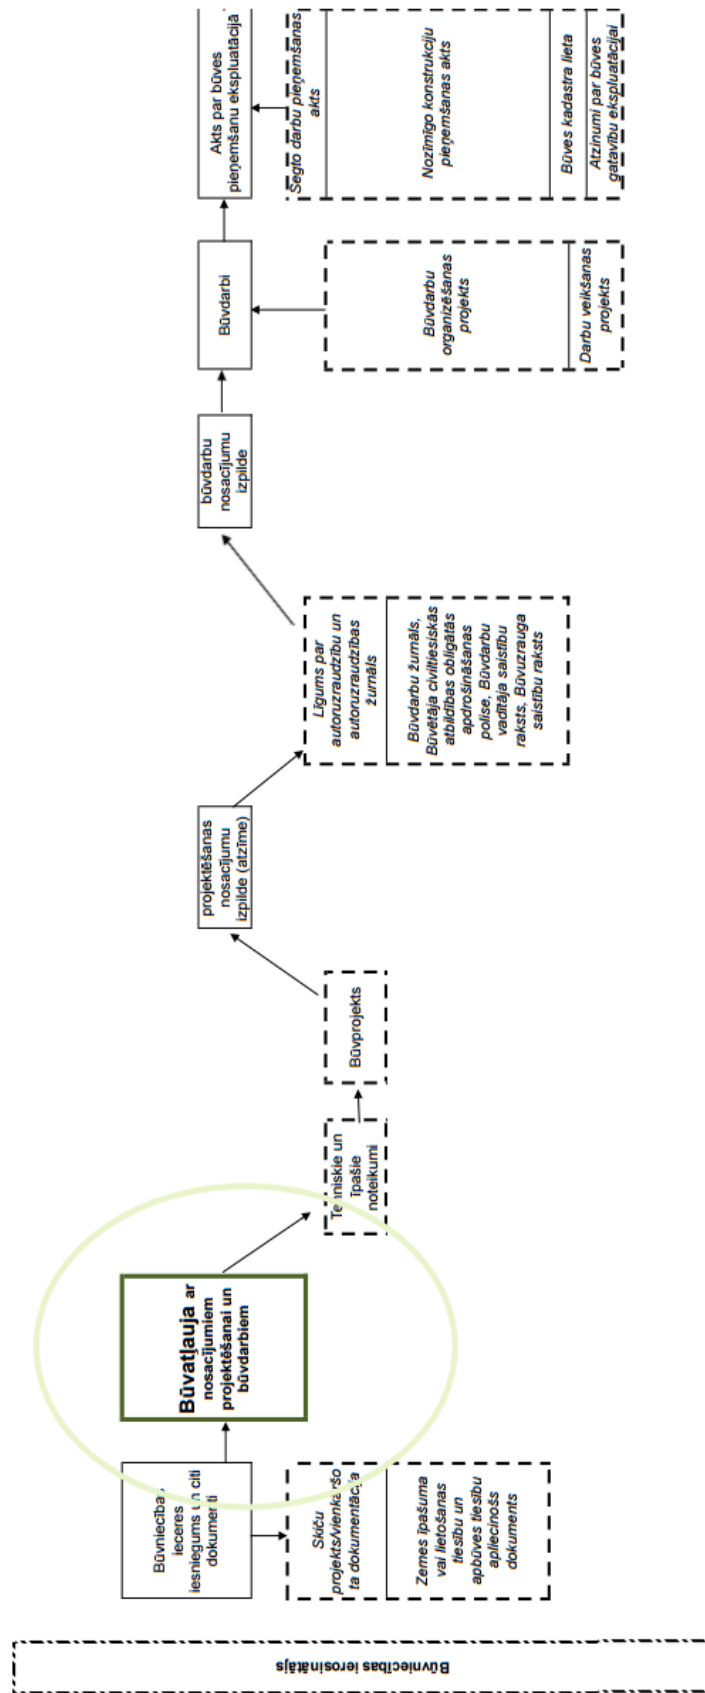 Būvniecības ierosinātājs
Būvniecības
ieceres
iesniegums un citi
dokumenti
Skiču
projekts/vienkāršo
ta dokumentācija
Zemes īpašuma
vai lietošanas
tiesību un
apbūves tiesību
apliecinošs
dokuments
Būvatļauja ar
nosacījumiem
projektēšanai un
būvdarbiem
Tehniskie un
īpašie
noteikumi
Būvprojekts
projektēšanas
nosacījumu
izpilde (atzīme)
Līgums par
autoruzraudzību un
autoruzraudzības
žurnāls
Būvdarbu žurnāls,
Būvētāja civiltiesiskās
atbildības obligātās
apdrošināšanas
polise, Būvdarbu
vadītāja saistību
raksts, Būvuzrauga
saistību raksts
būvdarbu
nosacījumu
izpilde
Būvdarbi
Būvdarbu
organizēšanas
projekts
Darbu veikšanas
projekts
Akts par būves
pieņemšanu ekspluatācijā
Segto darbu pieņemšanas
akts
Nozīmīgo konstrukciju
pieņemšanas akts
Būves kadastra lieta
Atzinumi par būves
gatavību ekspluatācijai